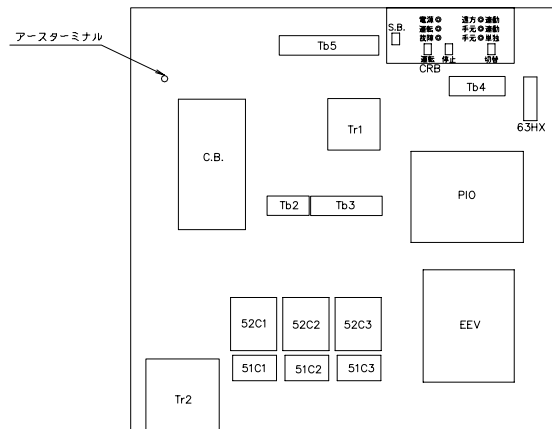 アースターミナル
S.B.
電源 ◎ 遠方 ◎ 連動
運転 ◎ 手元 ◎ 連動
故障 ◎ 手元 ◎ 単独
運転 停止 切替
CRB
Tb5
Tb4
63HX
C.B.
Tr1
Tb2
Tb3
PIO
52C1
52C2
52C3
EEV
51C1
51C2
51C3
Tr2